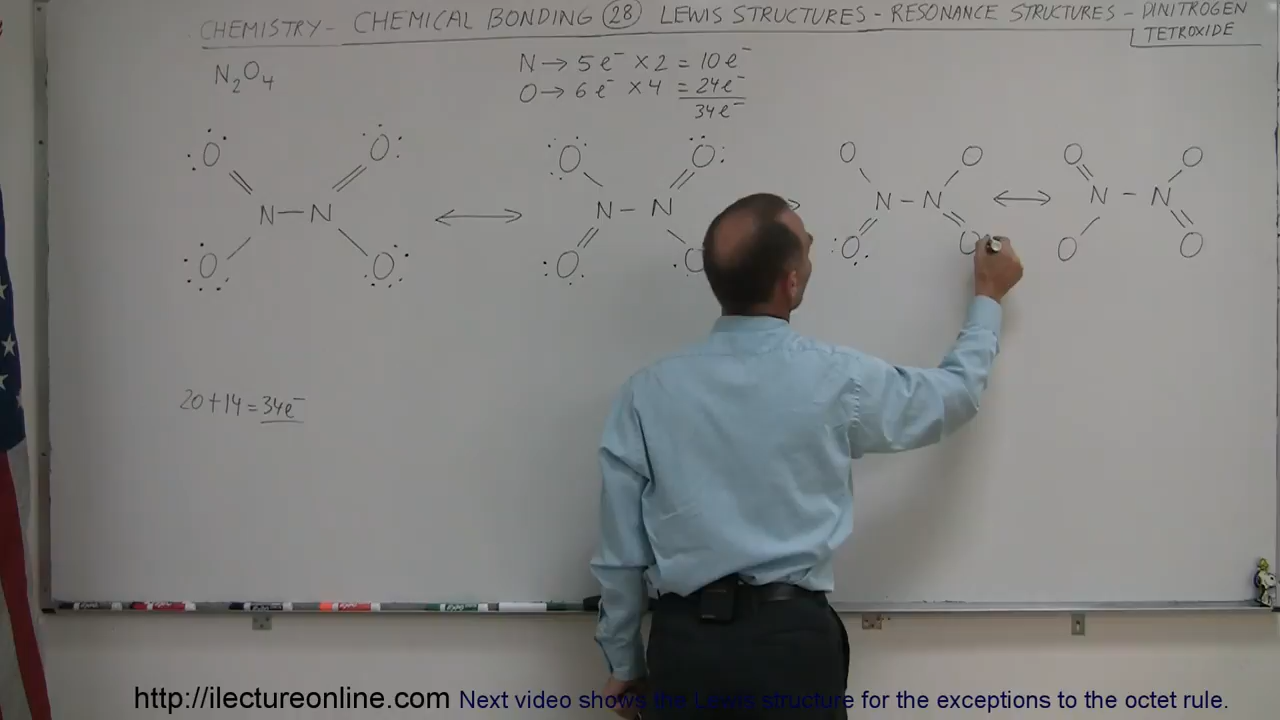 CHEMISTRY - CHEMICAL BONDING 28 LEWIS STRUCTURES - RESONANCE STRUCTURES - DINITROGEN
TETROXIDE
N₂O₄
N → 5e⁻ × 2 = 10e⁻
O → 6e⁻ × 4 = 24e⁻
34e⁻
O O O O O O O O
N — N ↔ N — N N — N ↔ N — N
O O O O O O O O
20 + 14 = 34e⁻
http://ilectureonline.com Next video shows the Lewis structure for the exceptions to the octet rule.